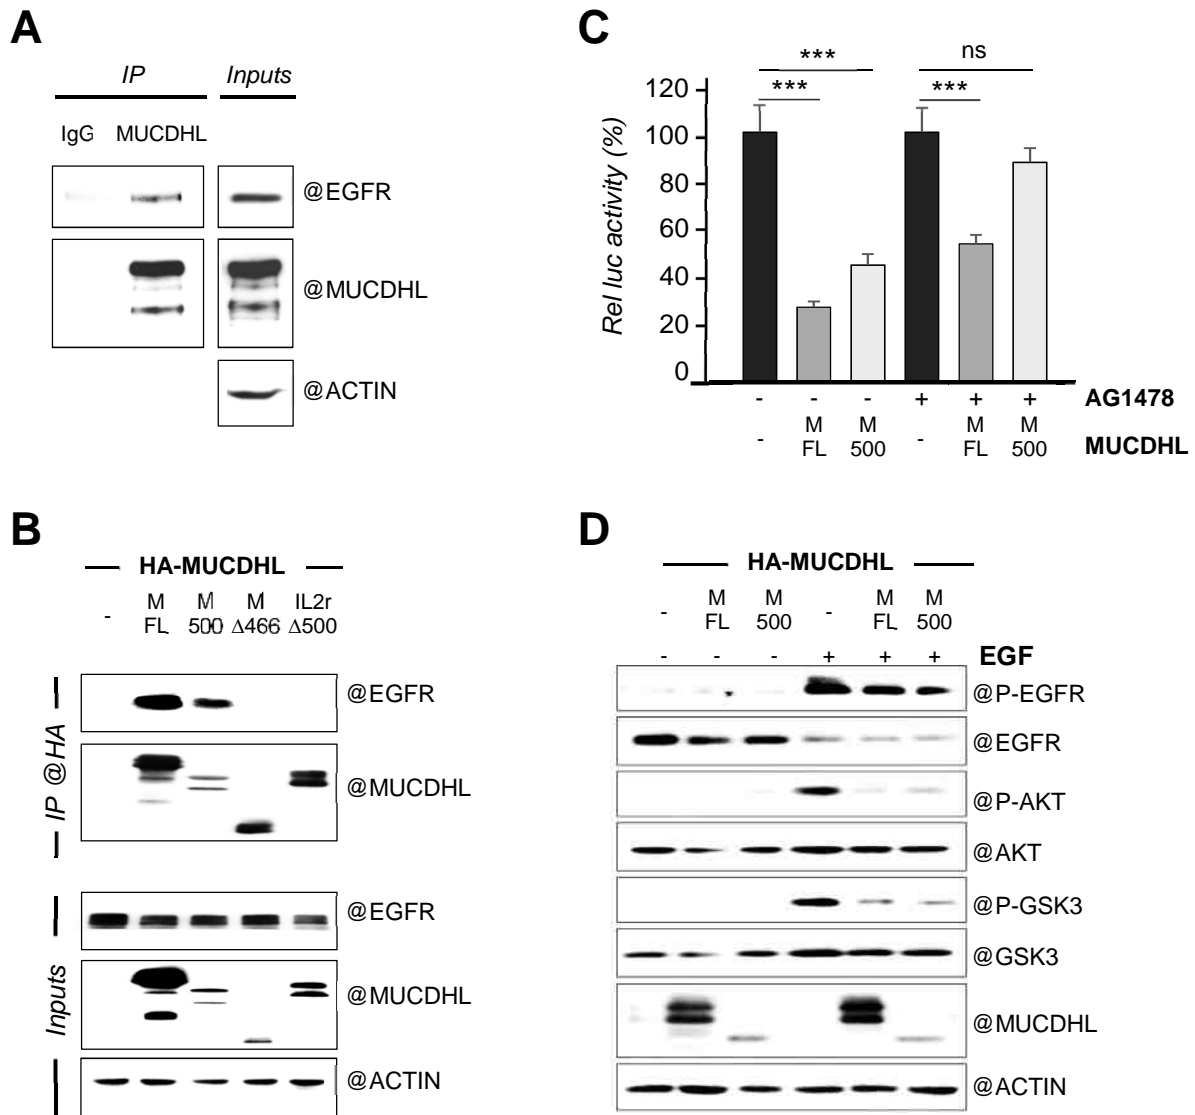 A
IP Inputs
IgG MUCDHL
@EGFR
@MUCDHL
@ACTIN
B
HA-MUCDHL
- M M M IL2r
FL 500 Δ466 Δ500
IP @HA
@EGFR
@MUCDHL
Inputs
@EGFR
@MUCDHL
@ACTIN
C
ns
***
*** ***
Rel luc activity (%)
120
100
80
60
40
20
0
- - - + + + AG1478
- M M - M M
FL 500 FL 500 MUCDHL
D
HA-MUCDHL
- M M - M M
FL 500 FL 500
- - - + + + EGF
@P-EGFR
@EGFR
@P-AKT
@AKT
@P-GSK3
@GSK3
@MUCDHL
@ACTIN